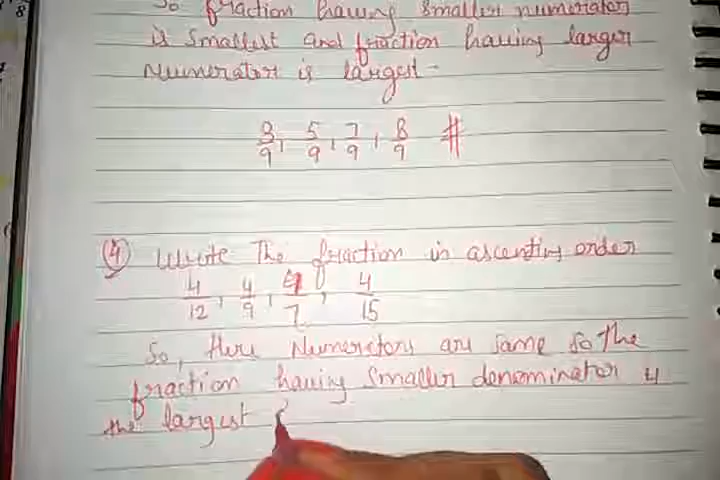 So fraction having smaller numerator
is smallest and fraction having larger
Numerator is largest-
3/9, 5/9, 7/9, 8/9 #
(4) Write The fraction in ascenting order
4/12, 4/9, 4/7, 4/15
So, Here Numerators are same so The
fraction having smaller denominator is
the largest